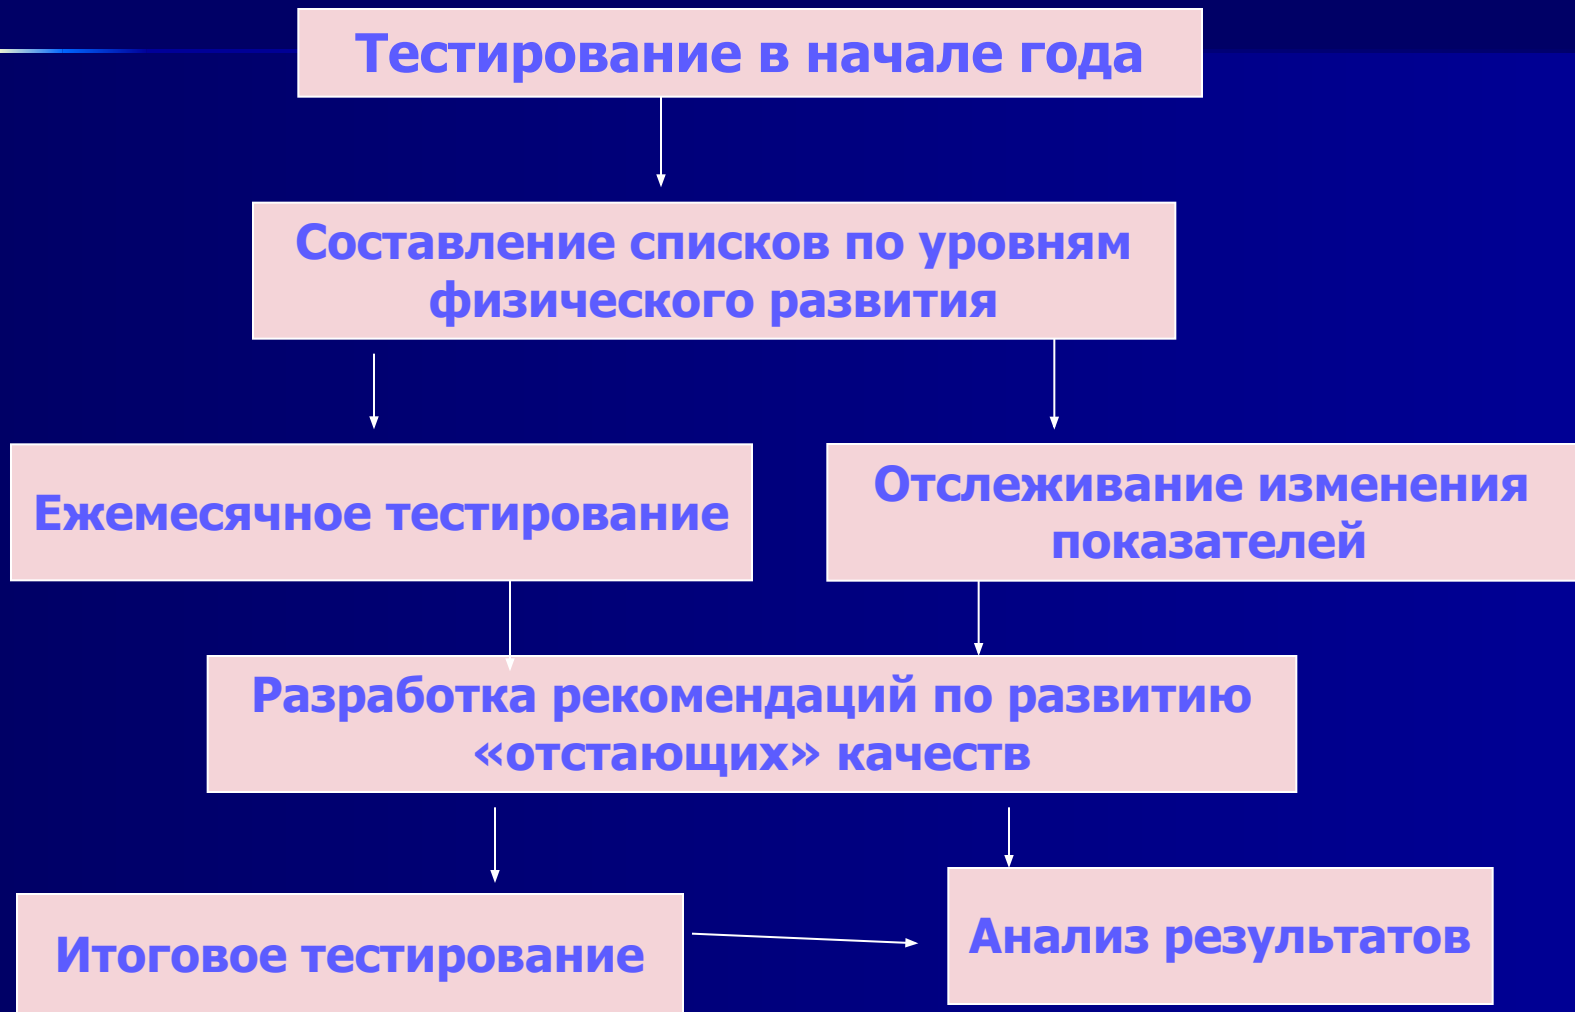 Тестирование в начале года
Составление списков по уровням
физического развития
Ежемесячное тестирование
Отслеживание изменения
показателей
Разработка рекомендаций по развитию
«отстающих» качеств
Итоговое тестирование
Анализ результатов